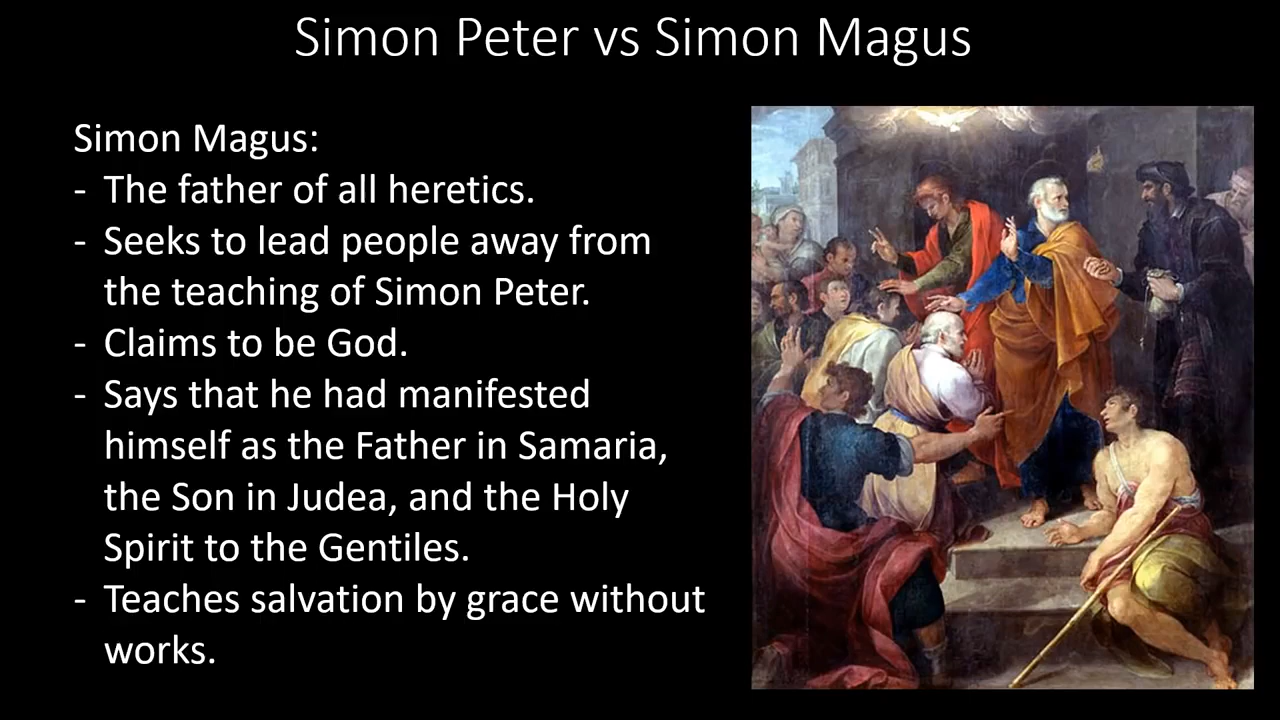 Simon Peter vs Simon Magus
Simon Magus:
- The father of all heretics.
- Seeks to lead people away from
the teaching of Simon Peter.
- Claims to be God.
- Says that he had manifested
himself as the Father in Samaria,
the Son in Judea, and the Holy
Spirit to the Gentiles.
- Teaches salvation by grace without
works.